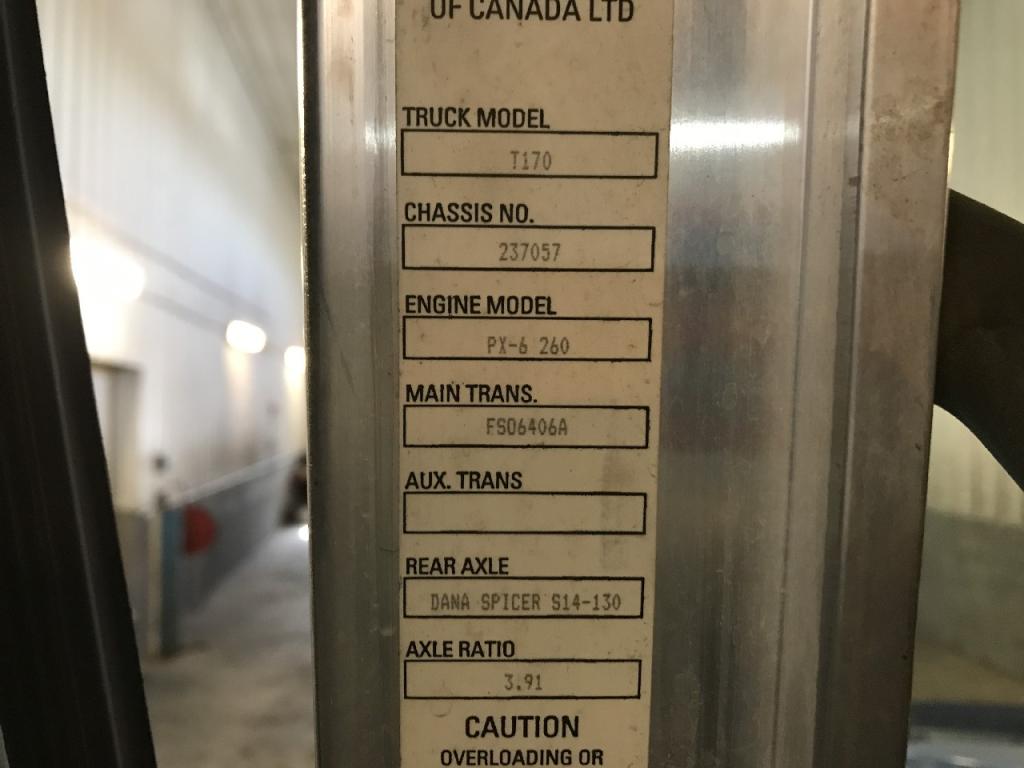 OF CANADA LTD
TRUCK MODEL
T170
CHASSIS NO.
237057
ENGINE MODEL
PX-6 260
MAIN TRANS.
FSO6406A
AUX. TRANS
REAR AXLE
DANA SPICER S14-130
AXLE RATIO
3.91
CAUTION
OVERLOADING OR